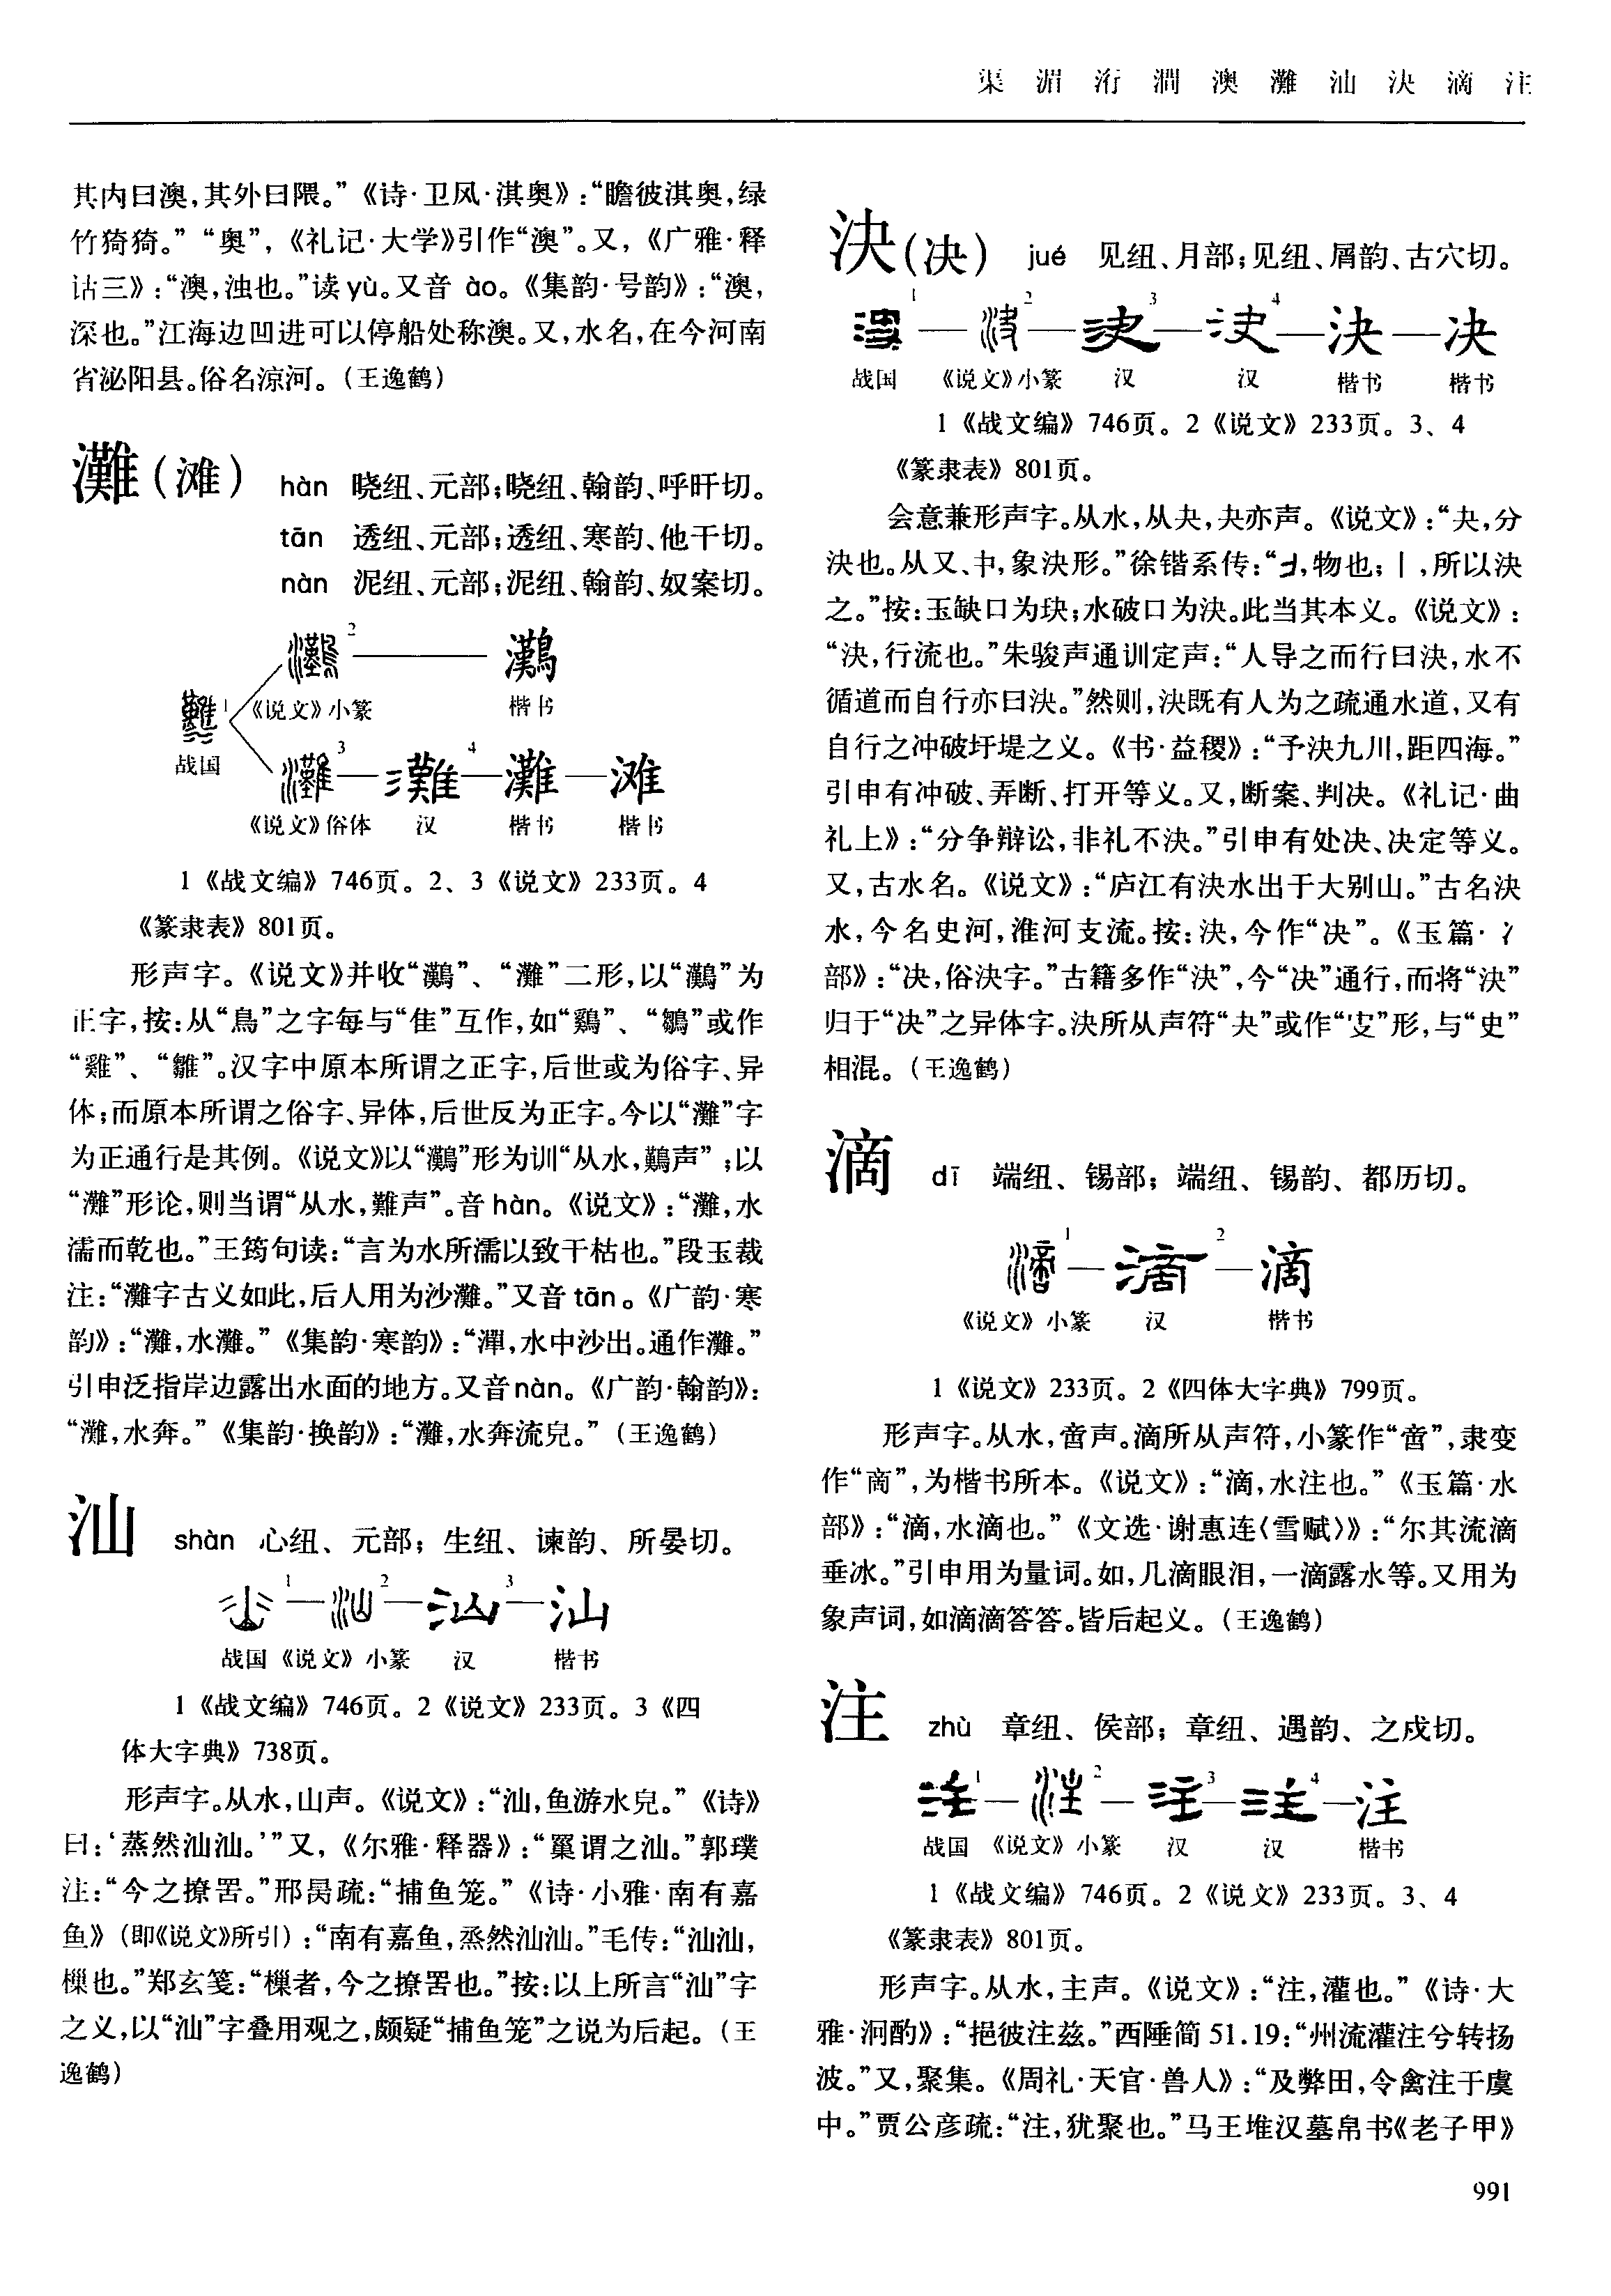 渠 湄 洐 澗 澳 灘 汕 決 滴 注
其内曰澳,其外曰隈。”《诗·卫风·淇奥》:“瞻彼淇奥,绿
竹猗猗。”“奥”,《礼记·大学》引作“澳”。又,《广雅·释
诂三》:“澳,浊也。”读yù。又音 ào。《集韵·号韵》:“澳,
深也。”江海边凹进可以停船处称澳。又,水名,在今河南
省泌阳县。俗名凉河。(王逸鹤)
灘(滩) hàn 晓纽、元部;晓纽、翰韵、呼旰切。
tān 透纽、元部;透纽、寒韵、他干切。
nàn 泥纽、元部;泥纽、翰韵、奴案切。
2 灘 鸂
《说文》小篆 楷书
1
战国
3 灘 4 灘 灘 滩
《说文》俗体 汉 楷书 楷书
1《战文编》746页。2、3《说文》233页。4
《篆隶表》801页。
形声字。《说文》并收“灘”、“灘”二形,以“灘”为
正字,按:从“鳥”之字每与“隹”互作,如“鷄”、“鶵”或作
“雞”、“雛”。汉字中原本所谓之正字,后世或为俗字、异
体;而原本所谓之俗字、异体,后世反为正字。今以“灘”字
为正通行是其例。《说文》以“灘”形为训“从水,鷬声”;以
“灘”形论,则当谓“从水,難声”。音hàn。《说文》:“灘,水
濡而乾也。”王筠句读:“言为水所濡以致干枯也。”段玉裁
注:“灘字古义如此,后人用为沙灘。”又音tān。《广韵·寒
韵》:“灘,水灘。”《集韵·寒韵》:“潬,水中沙出。通作灘。”
引申泛指岸边露出水面的地方。又音nàn。《广韵·翰韵》:
“灘,水奔。”《集韵·换韵》:“灘,水奔流皃。”(王逸鹤)
汕 shàn 心纽、元部;生纽、谏韵、所晏切。
1 2 3 汕
战国《说文》小篆 汉 楷书
1《战文编》746页。2《说文》233页。3《四
体大字典》738页。
形声字。从水,山声。《说文》:“汕,鱼游水皃。”《诗》
曰:‘蒸然汕汕。’”又,《尔雅·释器》:“罺谓之汕。”郭璞
注:“今之撩罟。”邢昺疏:“捕鱼笼。”《诗·小雅·南有嘉
鱼》(即《说文》所引):“南有嘉鱼,烝然汕汕。”毛传:“汕汕,
樔也。”郑玄笺:“樔者,今之撩罟也。”按:以上所言“汕”字
之义,以“汕”字叠用观之,颇疑“捕鱼笼”之说为后起。(王
逸鹤)
決(决) jué 见纽、月部;见纽、屑韵、古穴切。
1 2 3 4 決 决
战国 《说文》小篆 汉 汉 楷书 楷书
1《战文编》746页。2《说文》233页。3、4
《篆隶表》801页。
会意兼形声字。从水,从夬,夬亦声。《说文》:“夬,分
決也。从又、㐄,象決形。”徐锴系传:“彐,物也;丨,所以決
之。”按:玉缺口为玦;水破口为決。此当其本义。《说文》:
“決,行流也。”朱骏声通训定声:“人导之而行曰決,水不
循道而自行亦曰決。”然则,決既有人为之疏通水道,又有
自行之冲破圩堤之义。《书·益稷》:“予決九川,距四海。”
引申有冲破、弄断、打开等义。又,断案、判决。《礼记·曲
礼上》:“分争辩讼,非礼不決。”引申有处决、决定等义。
又,古水名。《说文》:“庐江有決水出于大别山。”古名決
水,今名史河,淮河支流。按:決,今作“决”。《玉篇·冫
部》:“决,俗決字。”古籍多作“決”,今“决”通行,而将“決”
归于“决”之异体字。決所从声符“夬”或作“叏”形,与“史”
相混。(王逸鹤)
滴 dī 端纽、锡部;端纽、锡韵、都历切。
1 2 滴
《说文》小篆 汉 楷书
1《说文》233页。2《四体大字典》799页。
形声字。从水,啻声。滴所从声符,小篆作“啻”,隶变
作“啇”,为楷书所本。《说文》:“滴,水注也。”《玉篇·水
部》:“滴,水滴也。”《文选·谢惠连〈雪赋〉》:“尔其流滴
垂冰。”引申用为量词。如,几滴眼泪,一滴露水等。又用为
象声词,如滴滴答答。皆后起义。(王逸鹤)
注 zhù 章纽、侯部;章纽、遇韵、之戍切。
1 2 3 4 注
战国 《说文》小篆 汉 汉 楷书
1《战文编》746页。2《说文》233页。3、4
《篆隶表》801页。
形声字。从水,主声。《说文》:“注,灌也。”《诗·大
雅·泂酌》:“挹彼注兹。”西陲简51.19:“州流灌注兮转扬
波。”又,聚集。《周礼·天官·兽人》:“及弊田,令禽注于虞
中。”贾公彦疏:“注,犹聚也。”马王堆汉墓帛书《老子甲》
991